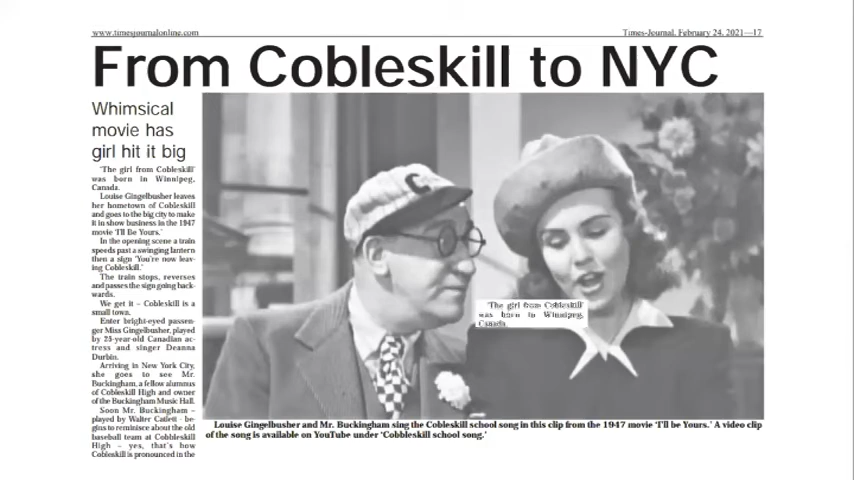 www.timesjournalonline.com
Times-Journal, February 24, 2021—17
From Cobleskill to NYC
Whimsical
movie has
girl hit it big
'The girl from Cobleskill'
was born in Winnipeg,
Canada.
Louise Gingelbusher leaves
her hometown of Cobleskill
and goes to the big city to make
it in show business in the 1947
movie 'I'll Be Yours.'
In the opening scene a train
speeds past a swinging lantern
then a sign 'You're now leav-
ing Cobleskill.'
The train stops, reverses
and passes the sign going back-
wards.
We get it – Cobleskill is a
small town.
Enter bright-eyed passen-
ger Miss Gingelbusher, played
by 25-year-old Canadian ac-
tress and singer Deanna
Durbin.
Arriving in New York City,
she goes to see Mr.
Buckingham, a fellow alumnus
of Cobleskill High and owner
of the Buckingham Music Hall.
Soon Mr. Buckingham –
played by Walter Catlett - be-
gins to reminisce about the old
baseball team at Cobbleskill
High – yes, that's how
Cobleskill is pronounced in the
C
'The girl from Cobleskill'
was born in Winnipeg,
Canada.
Louise Gingelbusher and Mr. Buckingham sing the Cobleskill school song in this clip from the 1947 movie 'I'll be Yours.' A video clip
of the song is available on YouTube under 'Cobbleskill school song.'